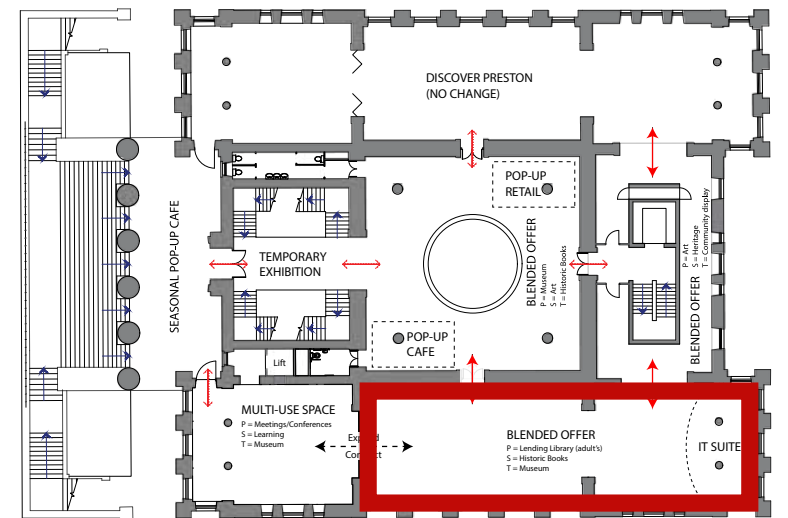 DISCOVER PRESTON
(NO CHANGE)
POP-UP
RETAIL
SEASONAL POP-UP CAFE
TEMPORARY
EXHIBITION
BLENDED OFFER
P = Museum
S = Art
T = Historic Books
P = Art
S = Heritage
T = Community display
BLENDED OFFER
POP-UP
CAFE
Lift
MULTI-USE SPACE
P = Meetings/Conferences
S = Learning
T = Museum
BLENDED OFFER
P = Lending Library (adult's)
S = Historic Books
T = Museum
IT SUITE